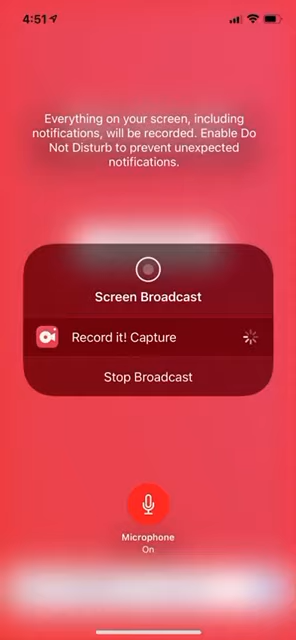 4:51
Everything on your screen, including
notifications, will be recorded. Enable Do
Not Disturb to prevent unexpected
notifications.
Screen Broadcast
Record it! Capture
Stop Broadcast
Microphone
On